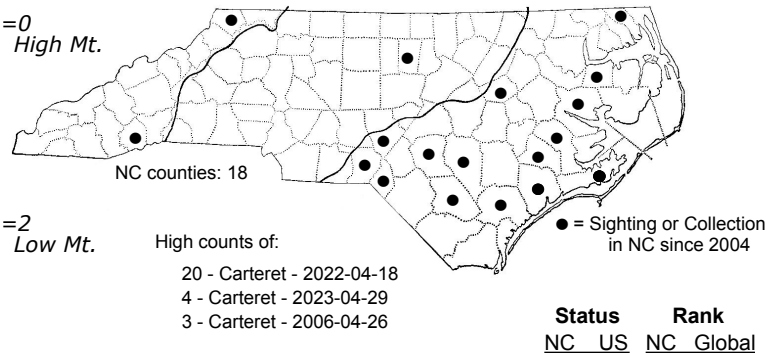 =0
High Mt.
NC counties: 18
=2
Low Mt.
High counts of:
20 - Carteret - 2022-04-18
4 - Carteret - 2023-04-29
3 - Carteret - 2006-04-26
● = Sighting or Collection
in NC since 2004
Status Rank
NC US NC Global